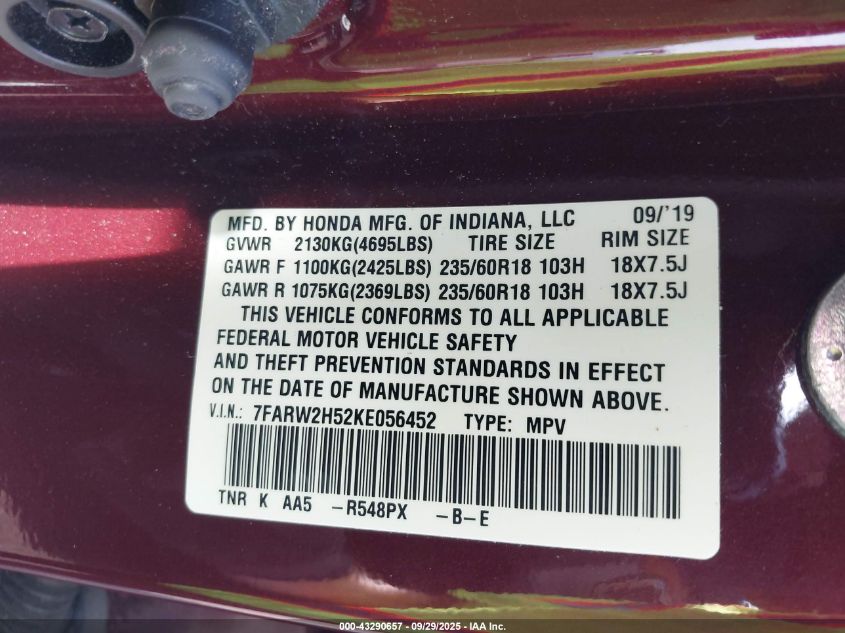 MFD. BY HONDA MFG. OF INDIANA, LLC 09/'19
GVWR 2130KG(4695LBS) TIRE SIZE RIM SIZE
GAWR F 1100KG(2425LBS) 235/60R18 103H 18X7.5J
GAWR R 1075KG(2369LBS) 235/60R18 103H 18X7.5J
THIS VEHICLE CONFORMS TO ALL APPLICABLE
FEDERAL MOTOR VEHICLE SAFETY
AND THEFT PREVENTION STANDARDS IN EFFECT
ON THE DATE OF MANUFACTURE SHOWN ABOVE.
V.I.N.: 7FARW2H52KE056452 TYPE: MPV
TNR K AA5 -R548PX -B-E
000-43290657 - 09/29/2025 - IAA Inc.